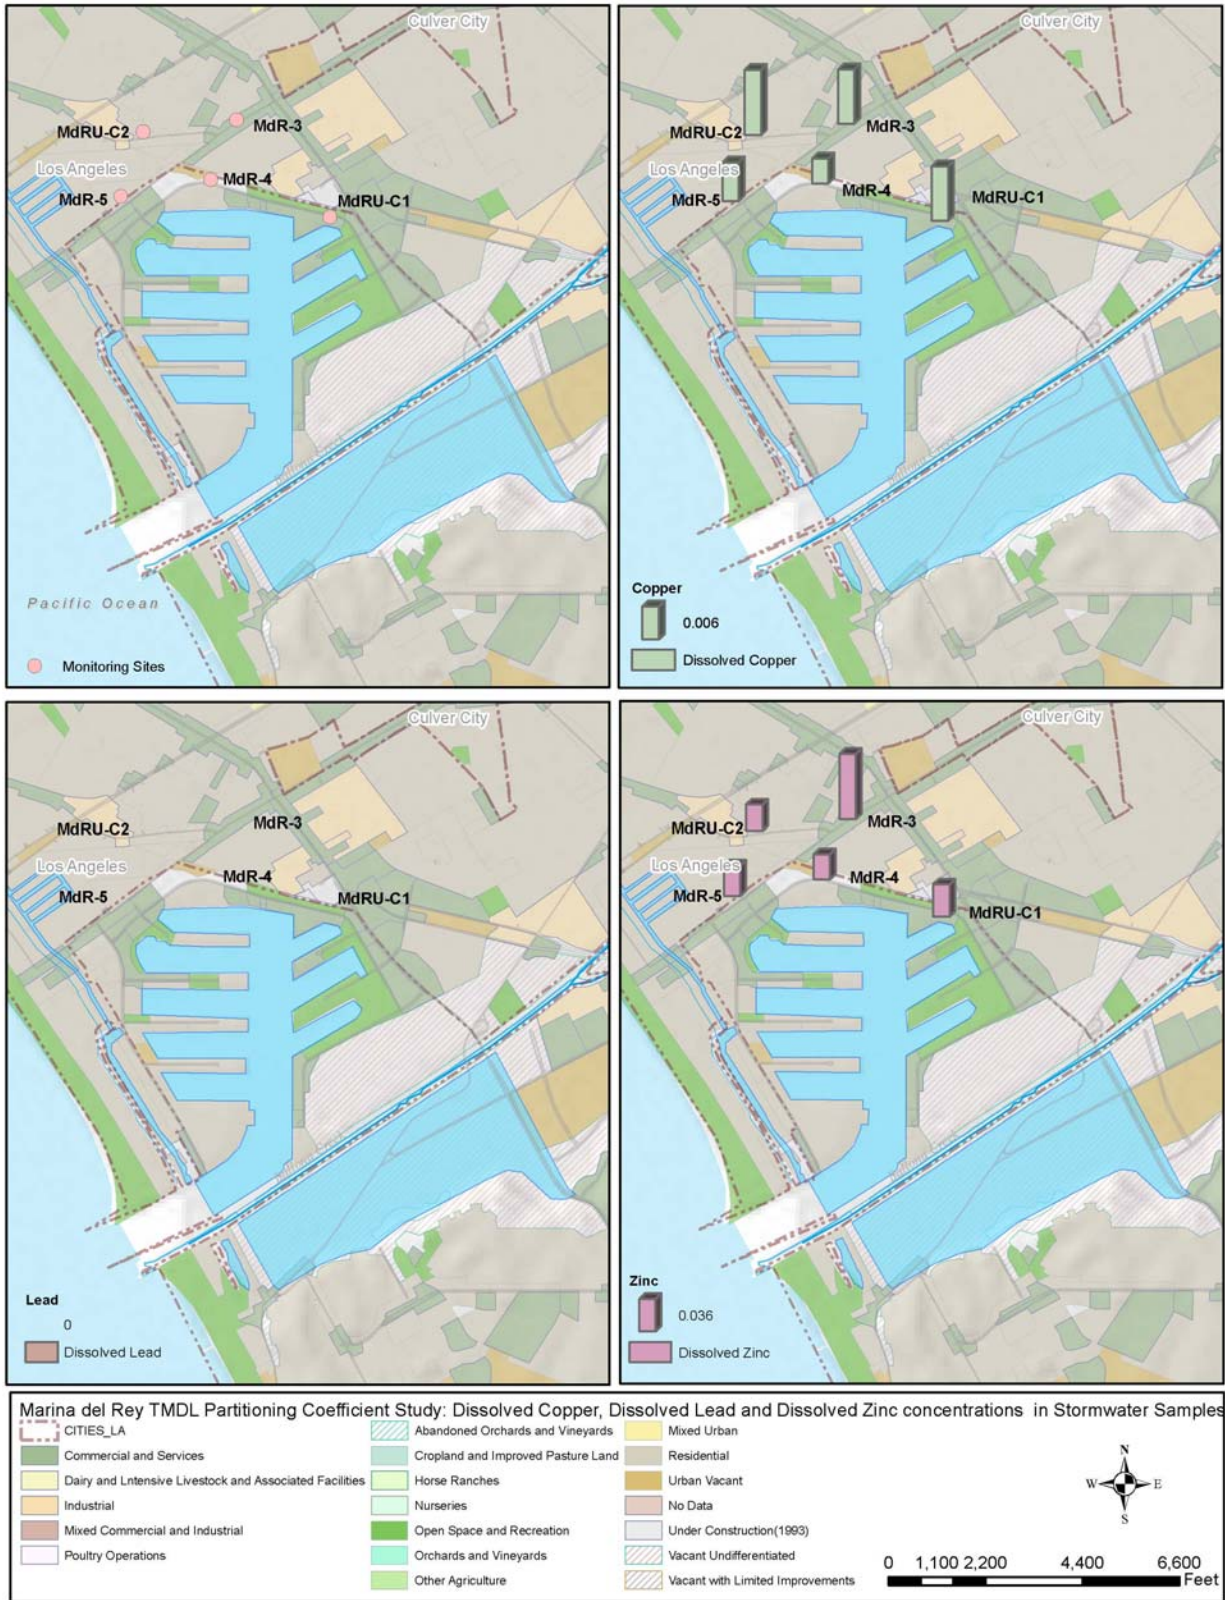 Culver City
MdRU-C2
MdR-3
Los Angeles
MdR-4
MdR-5
MdRU-C1
Pacific Ocean
Monitoring Sites
Culver City
MdRU-C2
MdR-3
Los Angeles
MdR-4
MdR-5
MdRU-C1
Copper
0.006
Dissolved Copper
Culver City
MdR-3
MdRU-C2
Los Angeles
MdR-4
MdR-5
MdRU-C1
Lead
0
Dissolved Lead
Culver City
MdR-3
MdRU-C2
Los Angeles
MdR-4
MdR-5
MdRU-C1
Zinc
0.036
Dissolved Zinc
Marina del Rey TMDL Partitioning Coefficient Study: Dissolved Copper, Dissolved Lead and Dissolved Zinc concentrations in Stormwater Samples
CITIES_LA
Commercial and Services
Dairy and Lntensive Livestock and Associated Facilities
Industrial
Mixed Commercial and Industrial
Poultry Operations
Abandoned Orchards and Vineyards
Cropland and Improved Pasture Land
Horse Ranches
Nurseries
Open Space and Recreation
Orchards and Vineyards
Other Agriculture
Mixed Urban
Residential
Urban Vacant
No Data
Under Construction(1993)
Vacant Undifferentiated
Vacant with Limited Improvements
N
W E
S
0 1,100 2,200 4,400 6,600
Feet